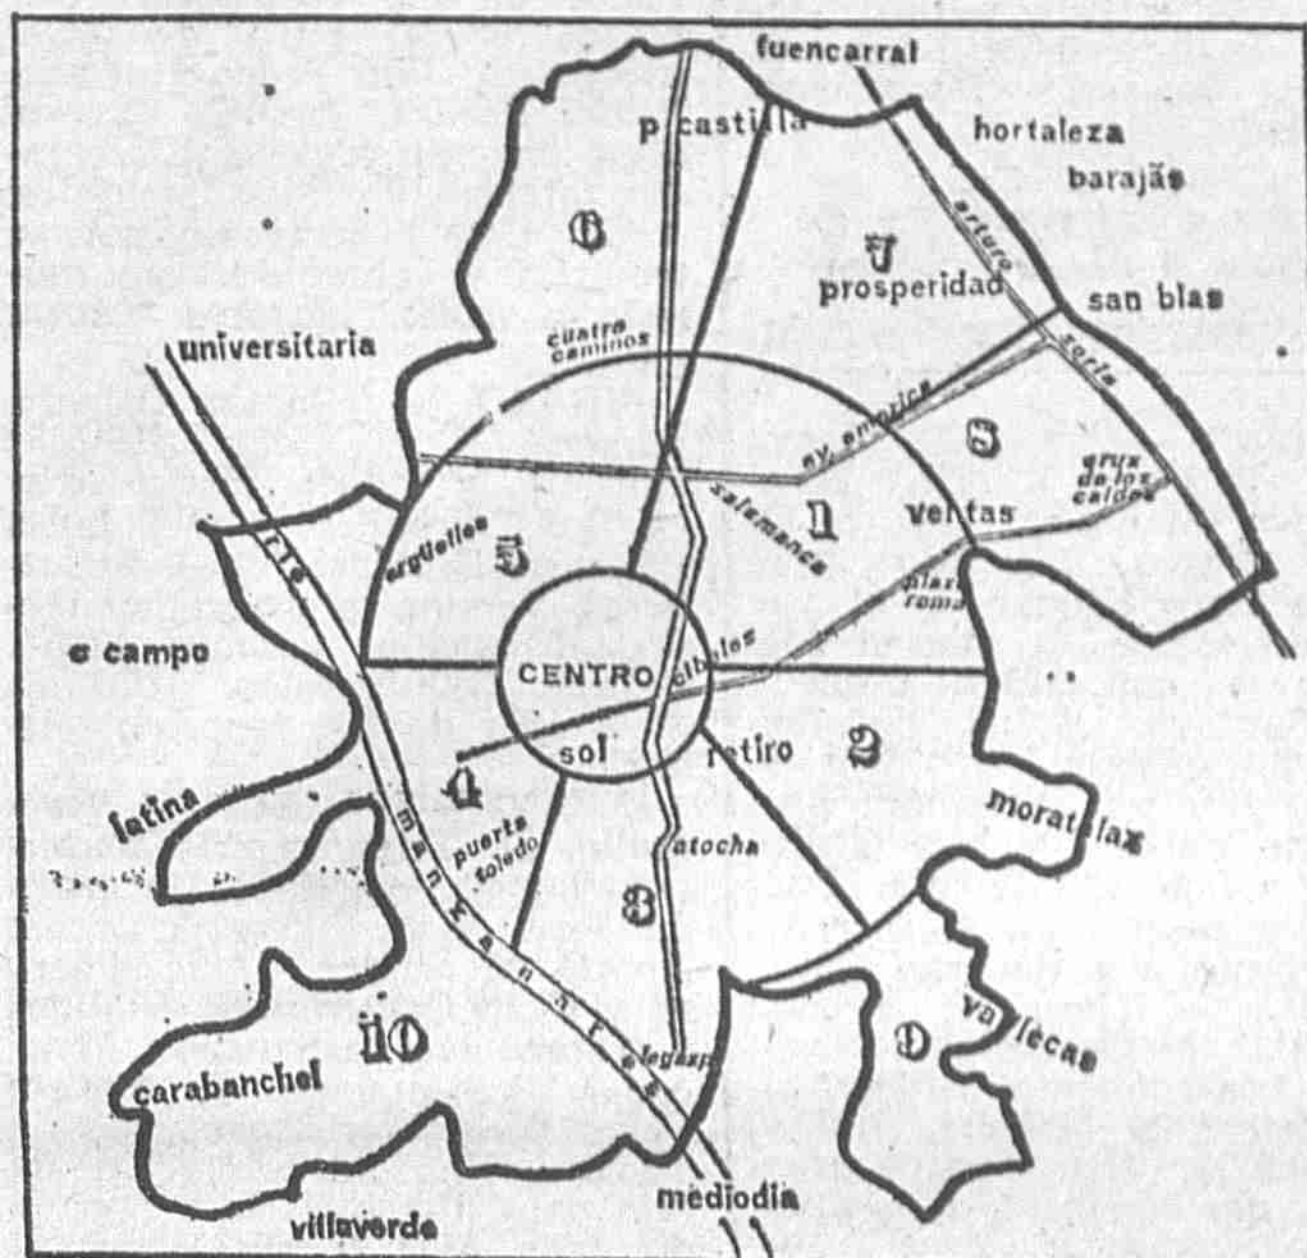 fuencarral
p castilla
hortaleza
barajäs
6
7
arturo
prosperidad
san blas
cuatro
caminos
universitaria
soria
av. america
8
cruz
de los
caidos
salamanca
1
ventas
argüelles
5
rio
plaza
roma
e campo
CENTRO
cibeles
sol
retiro
2
4
latina
moratalaz
puerta
toledo
atocha
manzanares
3
vallecas
9
10
legazpi
carabanchel
mediodia
villaverde